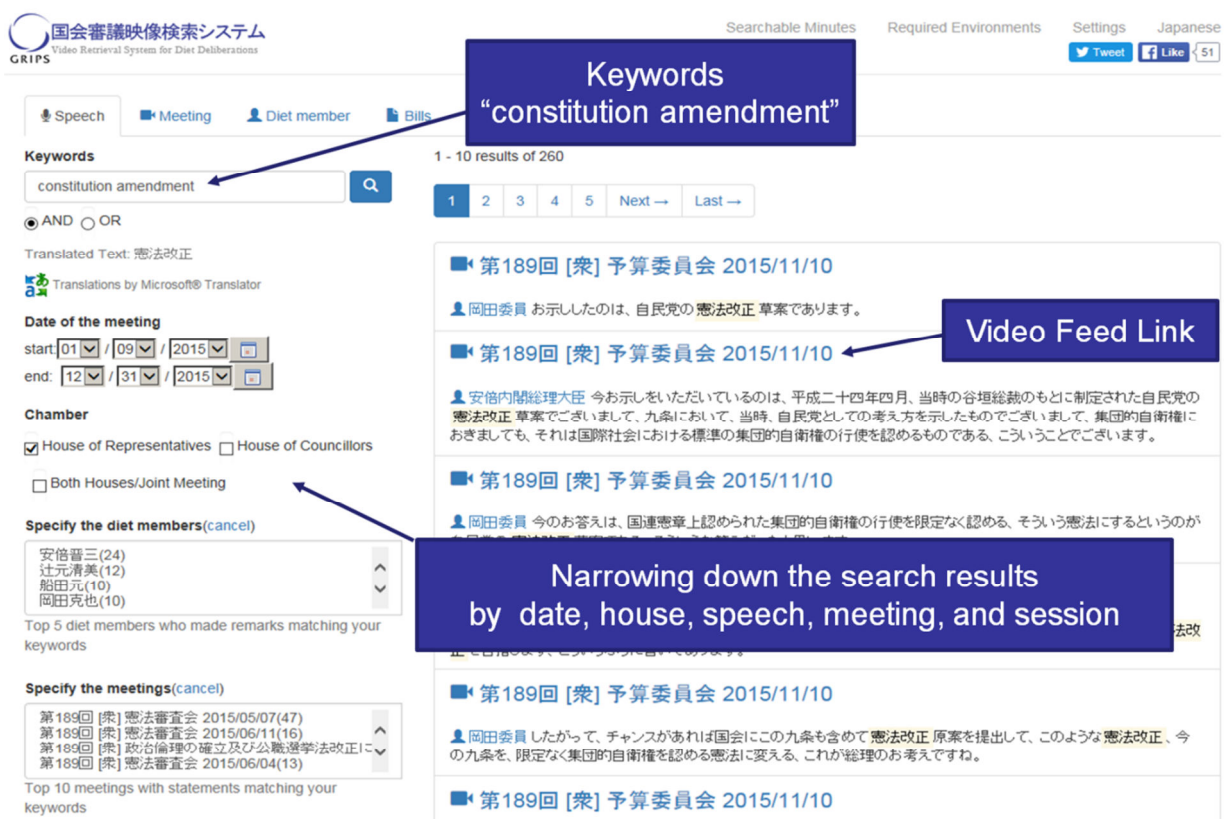 国会審議映像検索システム
Video Retrieval System for Diet Deliberations
GRIPS
Searchable Minutes Required Environments Settings Japanese
Tweet Like 51
Keywords
“constitution amendment”
Speech Meeting Diet member Bills
Keywords
constitution amendment
AND OR
Translated Text: 憲法改正
Translations by Microsoft® Translator
Date of the meeting
start: 01 / 09 / 2015
end: 12 / 31 / 2015
Chamber
House of Representatives House of Councillors
Both Houses/Joint Meeting
Specify the diet members(cancel)
安倍晋三(24)
辻元清美(12)
船田元(10)
岡田克也(10)
Top 5 diet members who made remarks matching your
keywords
Specify the meetings(cancel)
第189回 [衆] 憲法審査会 2015/05/07(47)
第189回 [衆] 憲法審査会 2015/06/11(16)
第189回 [衆] 政治倫理の確立及び公職選挙法改正に
第189回 [衆] 憲法審査会 2015/06/04(13)
Top 10 meetings with statements matching your
keywords
1 - 10 results of 260
1 2 3 4 5 Next → Last →
第189回 [衆] 予算委員会 2015/11/10
岡田委員 お示ししたのは、自民党の 憲法改正 草案であります。
Video Feed Link
第189回 [衆] 予算委員会 2015/11/10
安倍内閣総理大臣 今お示しをいただいているのは、平成二十四年四月、当時の谷垣総裁のもとに制定された自民党の
憲法改正 草案でございまして、九条において、当時、自民党としての考え方を示したものでございまして、集団的自衛権に
おきましても、それは国際社会における標準の集団的自衛権の行使を認めるものである、こういうことでございます。
第189回 [衆] 予算委員会 2015/11/10
岡田委員 今のお答えは、国連憲章上認められた集団的自衛権の行使を限定なく認める、そういう憲法にするというのが
Narrowing down the search results
by date, house, speech, meeting, and session
法改
第189回 [衆] 予算委員会 2015/11/10
岡田委員 したがって、チャンスがあれば国会にこの九条も含めて 憲法改正 原案を提出して、このような 憲法改正 、今
の九条を、限定なく集団的自衛権を認める憲法に変える、これが総理のお考えですね。
第189回 [衆] 予算委員会 2015/11/10